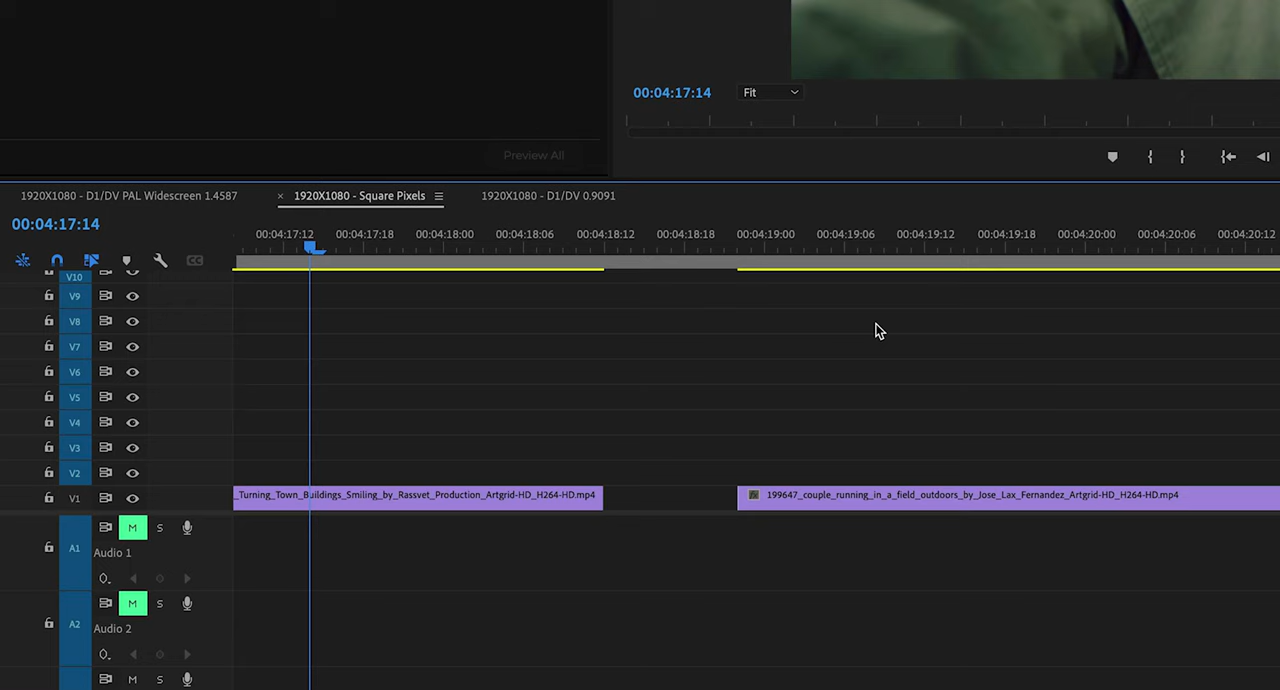 00:04:17:14 Fit
Preview All
1920X1080 - D1/DV PAL Widescreen 1.4587 × 1920X1080 - Square Pixels 1920X1080 - D1/DV 0.9091
00:04:17:14
00:04:17:12 00:04:17:18 00:04:18:00 00:04:18:06 00:04:18:12 00:04:18:18 00:04:19:00 00:04:19:06 00:04:19:12 00:04:19:18 00:04:20:00 00:04:20:06 00:04:20:12
CC
V10
V9
V8
V7
V6
V5
V4
V3
V2
V1 _Turning_Town_Buildings_Smiling_by_Rassvet_Production_Artgrid-HD_H264-HD.mp4 fx 199647_couple_running_in_a_field_outdoors_by_Jose_Lax_Fernandez_Artgrid-HD_H264-HD.mp4
M S
A1
Audio 1
M S
A2
Audio 2
M S